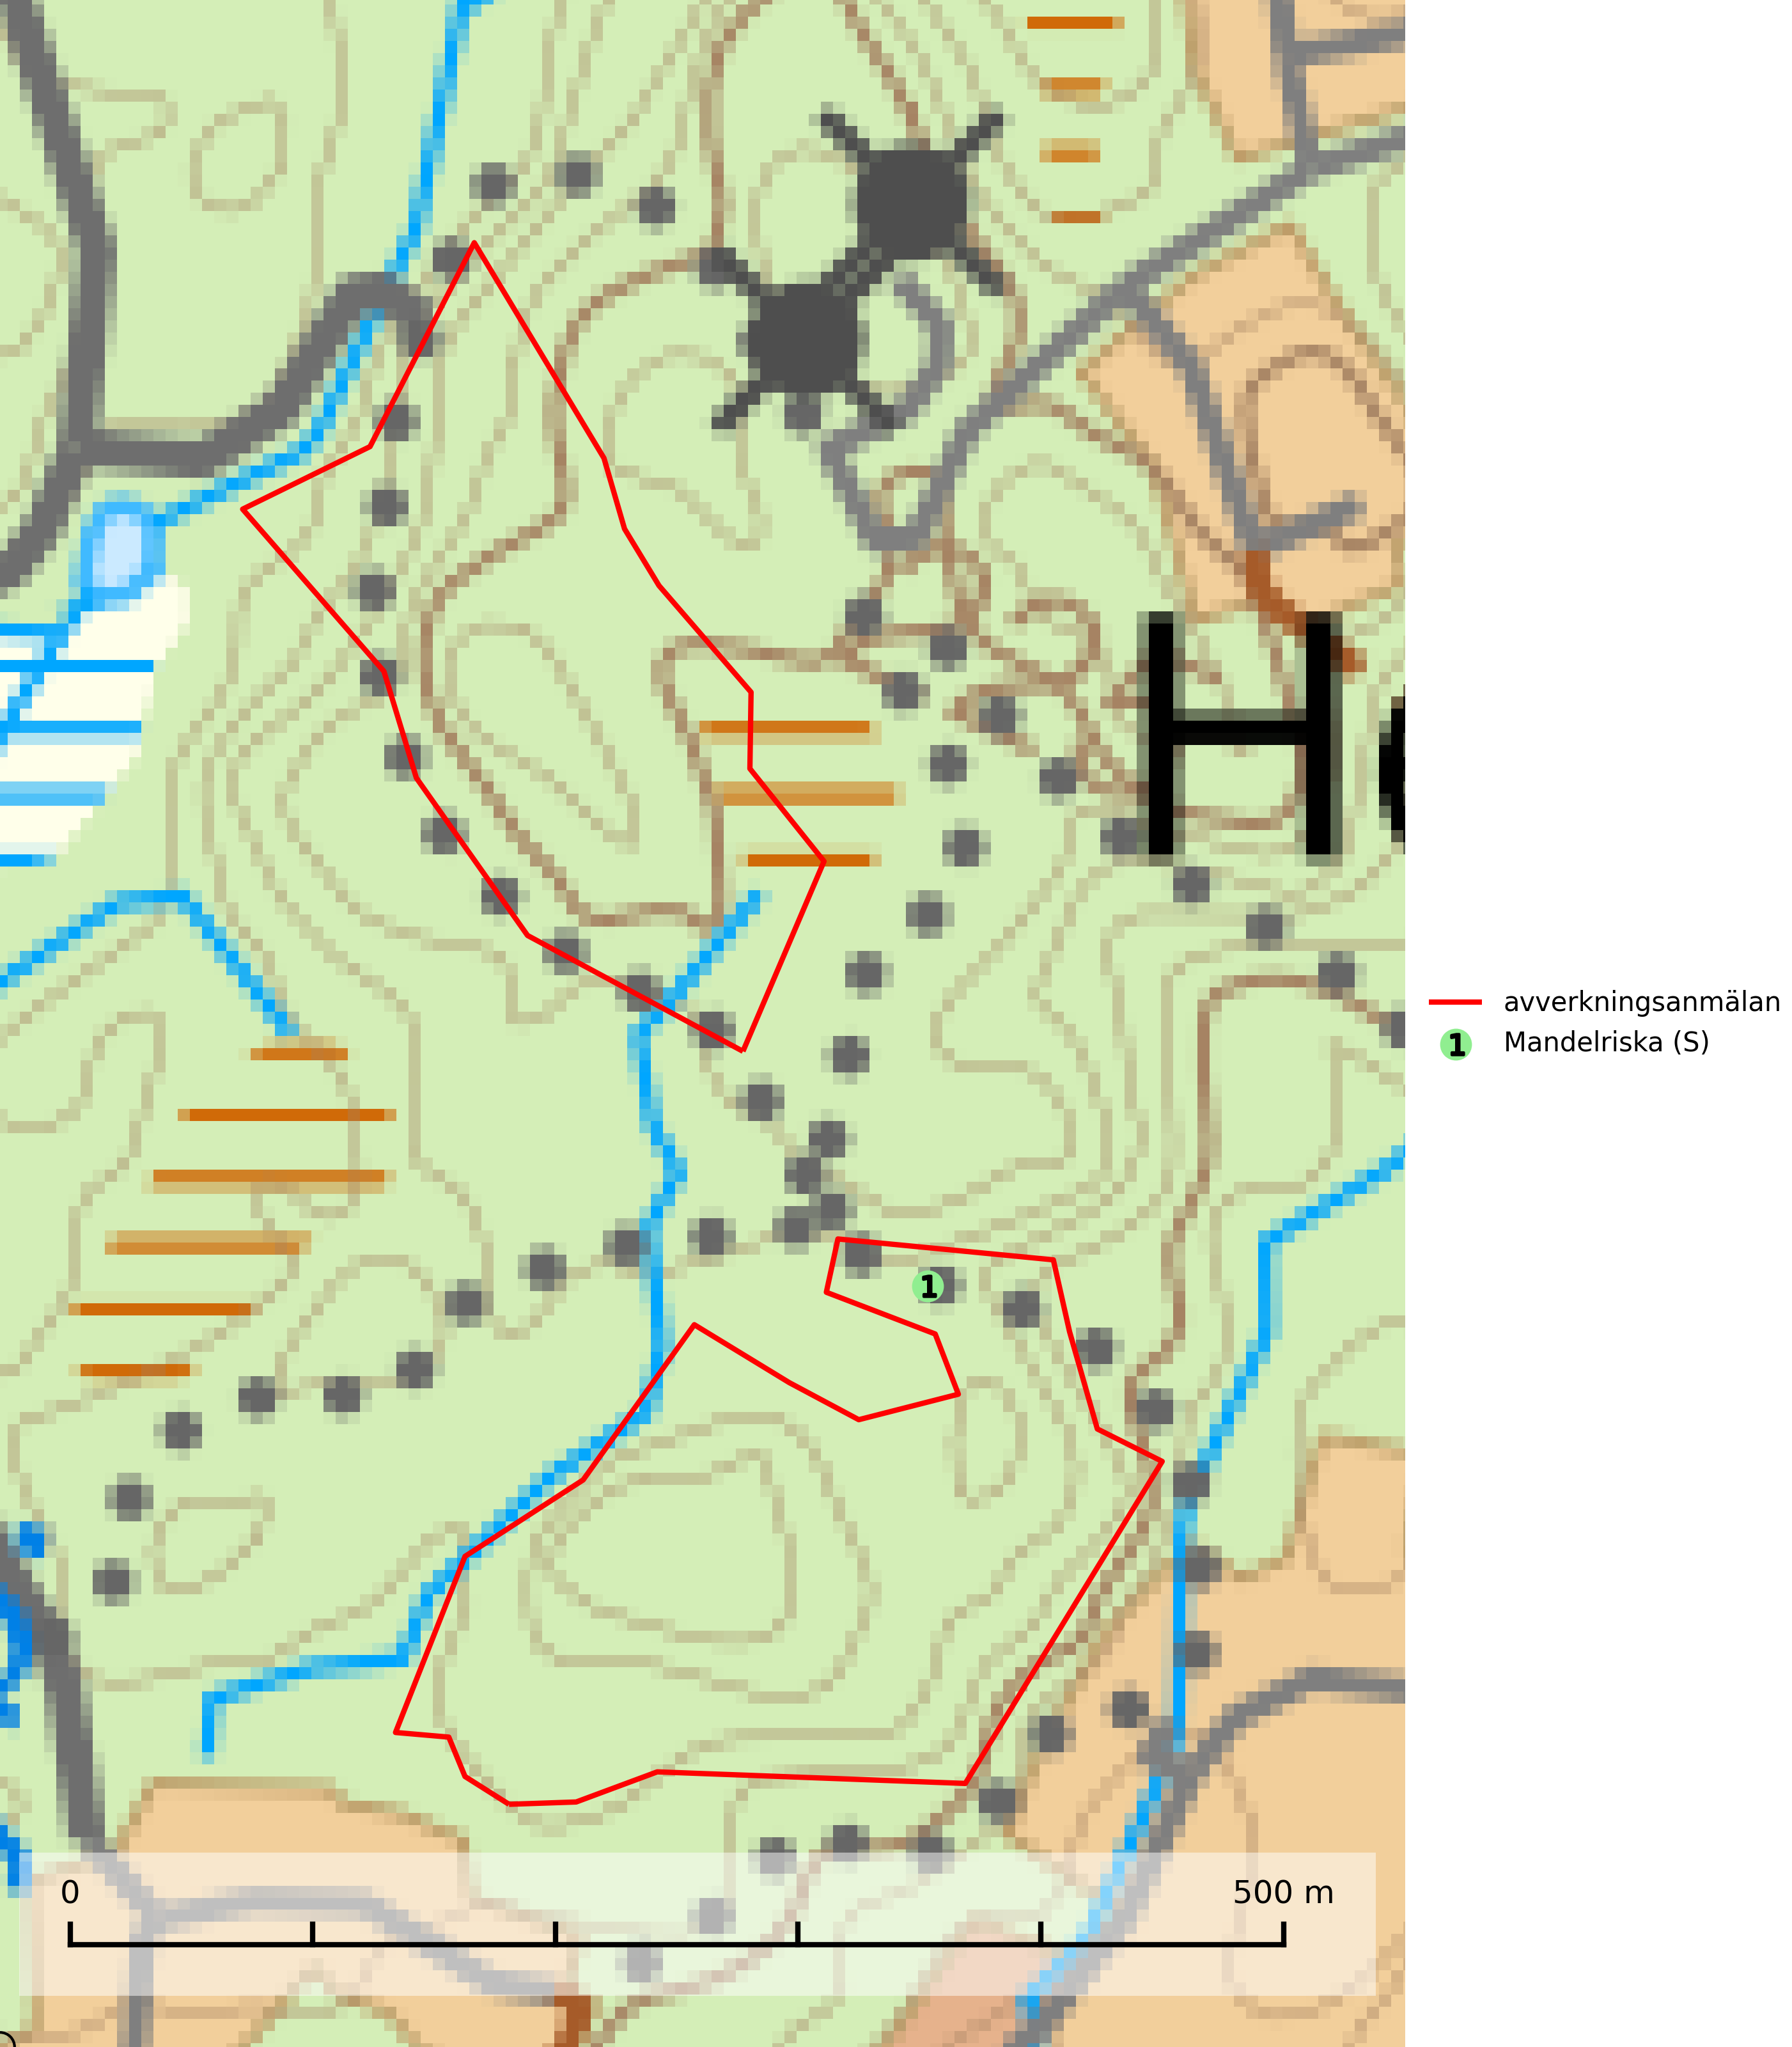 H
avverkningsanmälan
1 Mandelriska (S)
1
0 500 m